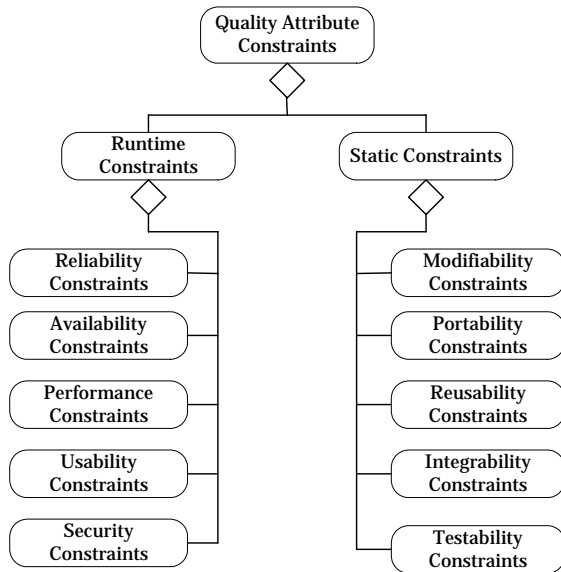 Quality Attribute
Constraints
Runtime
Constraints
Static Constraints
Reliability
Constraints
Availability
Constraints
Performance
Constraints
Usability
Constraints
Security
Constraints
Modifiability
Constraints
Portability
Constraints
Reusability
Constraints
Integrability
Constraints
Testability
Constraints